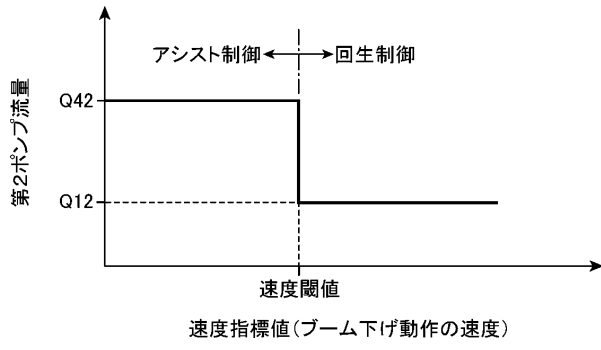 アシスト制御 回生制御
第2ポンプ流量
Q42
Q12
速度閾値
速度指標値(ブーム下げ動作の速度)